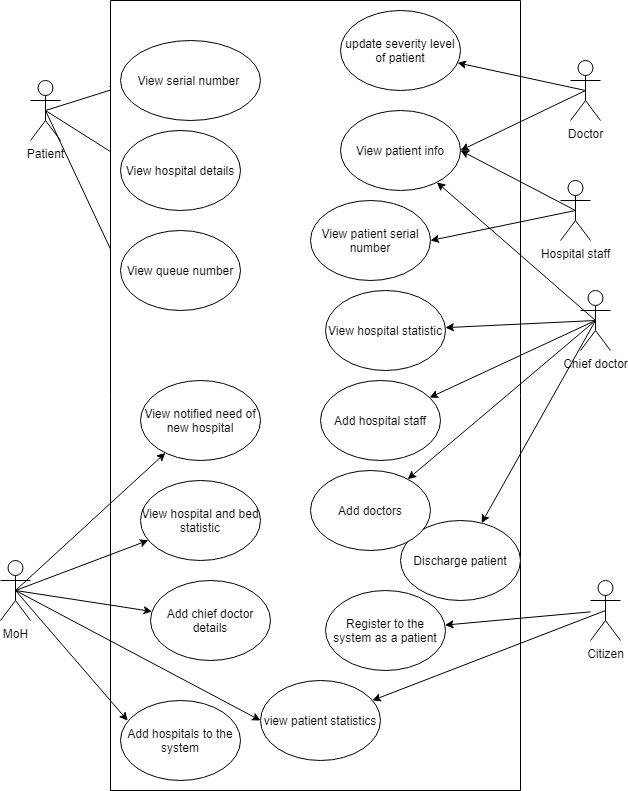 update severity level
of patient
View serial number
Doctor
Patient
View patient info
View hospital details
View patient serial
number
Hospital staff
View queue number
View hospital statistic
Chief doctor
View notified need of
new hospital
Add hospital staff
View hospital and bed
statistic
Add doctors
Discharge patient
MoH
Add chief doctor
details
Register to the
system as a patient
Citizen
view patient statistics
Add hospitals to the
system